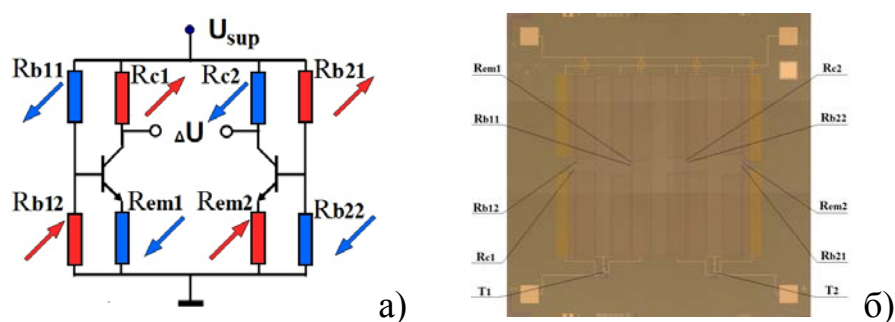 Usup
Rb11
Rc1
Rc2
Rb21
ΔU
Rb12
Rem1
Rem2
Rb22
а)
Rem1
Rb11
Rb12
Rc1
T1
Rc2
Rb22
Rem2
Rb21
T2
б)